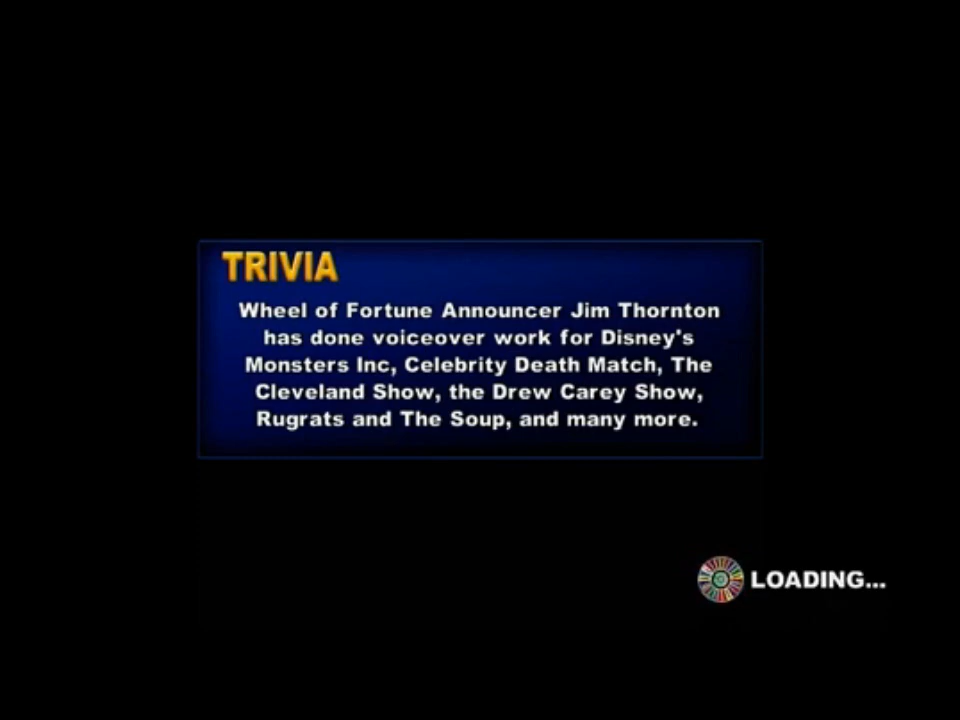 TRIVIA
Wheel of Fortune Announcer Jim Thornton
has done voiceover work for Disney's
Monsters Inc, Celebrity Death Match, The
Cleveland Show, the Drew Carey Show,
Rugrats and The Soup, and many more.
LOADING...